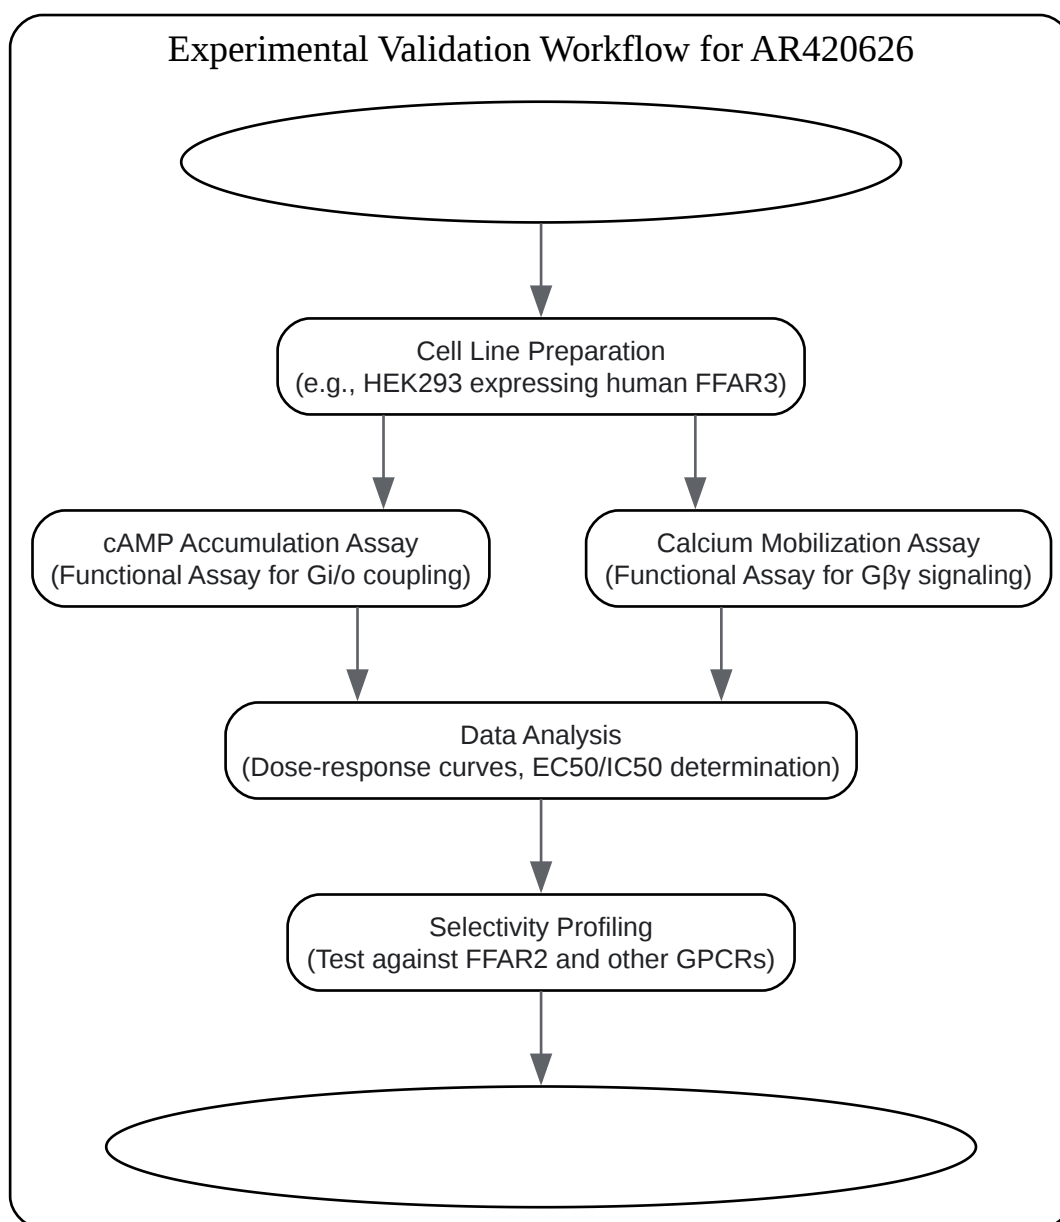 Experimental Validation Workflow for AR420626
Cell Line Preparation
(e.g., HEK293 expressing human FFAR3)
cAMP Accumulation Assay
(Functional Assay for Gi/o coupling)
Calcium Mobilization Assay
(Functional Assay for Gβγ signaling)
Data Analysis
(Dose-response curves, EC50/IC50 determination)
Selectivity Profiling
(Test against FFAR2 and other GPCRs)